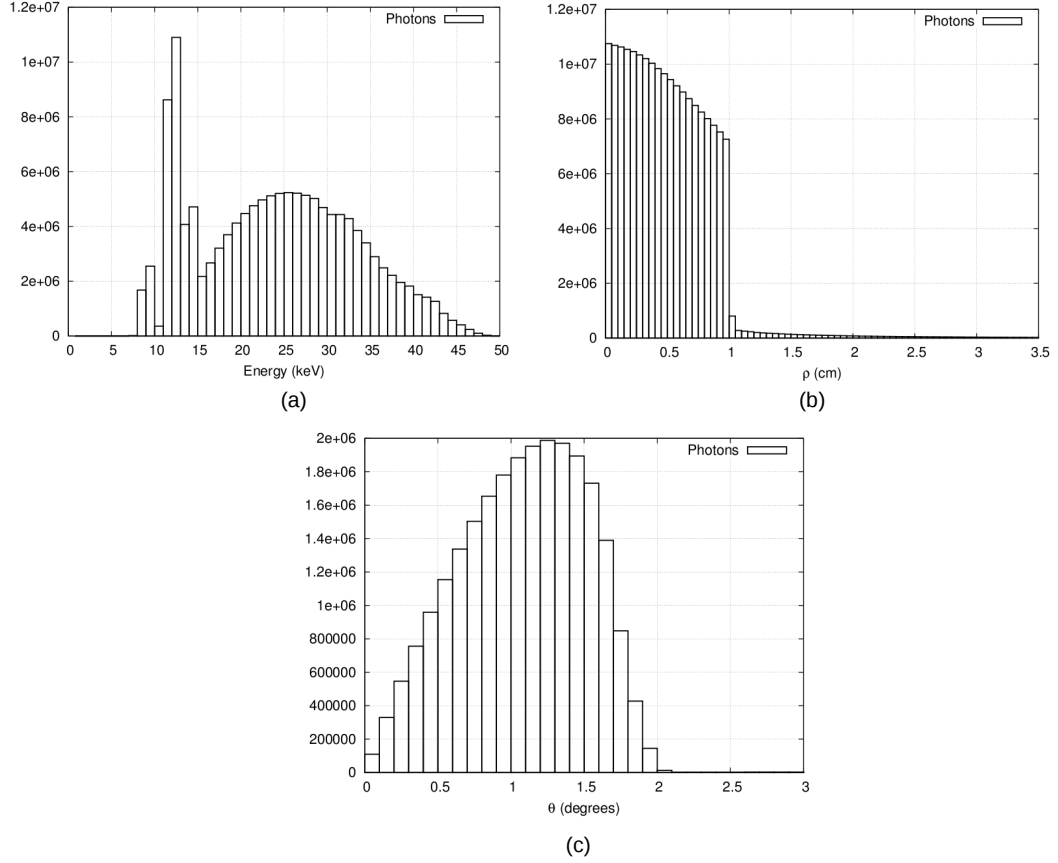 1.2e+07
1e+07
8e+06
6e+06
4e+06
2e+06
0
Photons
0 5 10 15 20 25 30 35 40 45 50
Energy (keV)
(a)
1.2e+07
1e+07
8e+06
6e+06
4e+06
2e+06
0
Photons
0 0.5 1 1.5 2 2.5 3 3.5
ρ (cm)
(b)
2e+06
1.8e+06
1.6e+06
1.4e+06
1.2e+06
1e+06
800000
600000
400000
200000
0
Photons
0 0.5 1 1.5 2 2.5 3
θ (degrees)
(c)